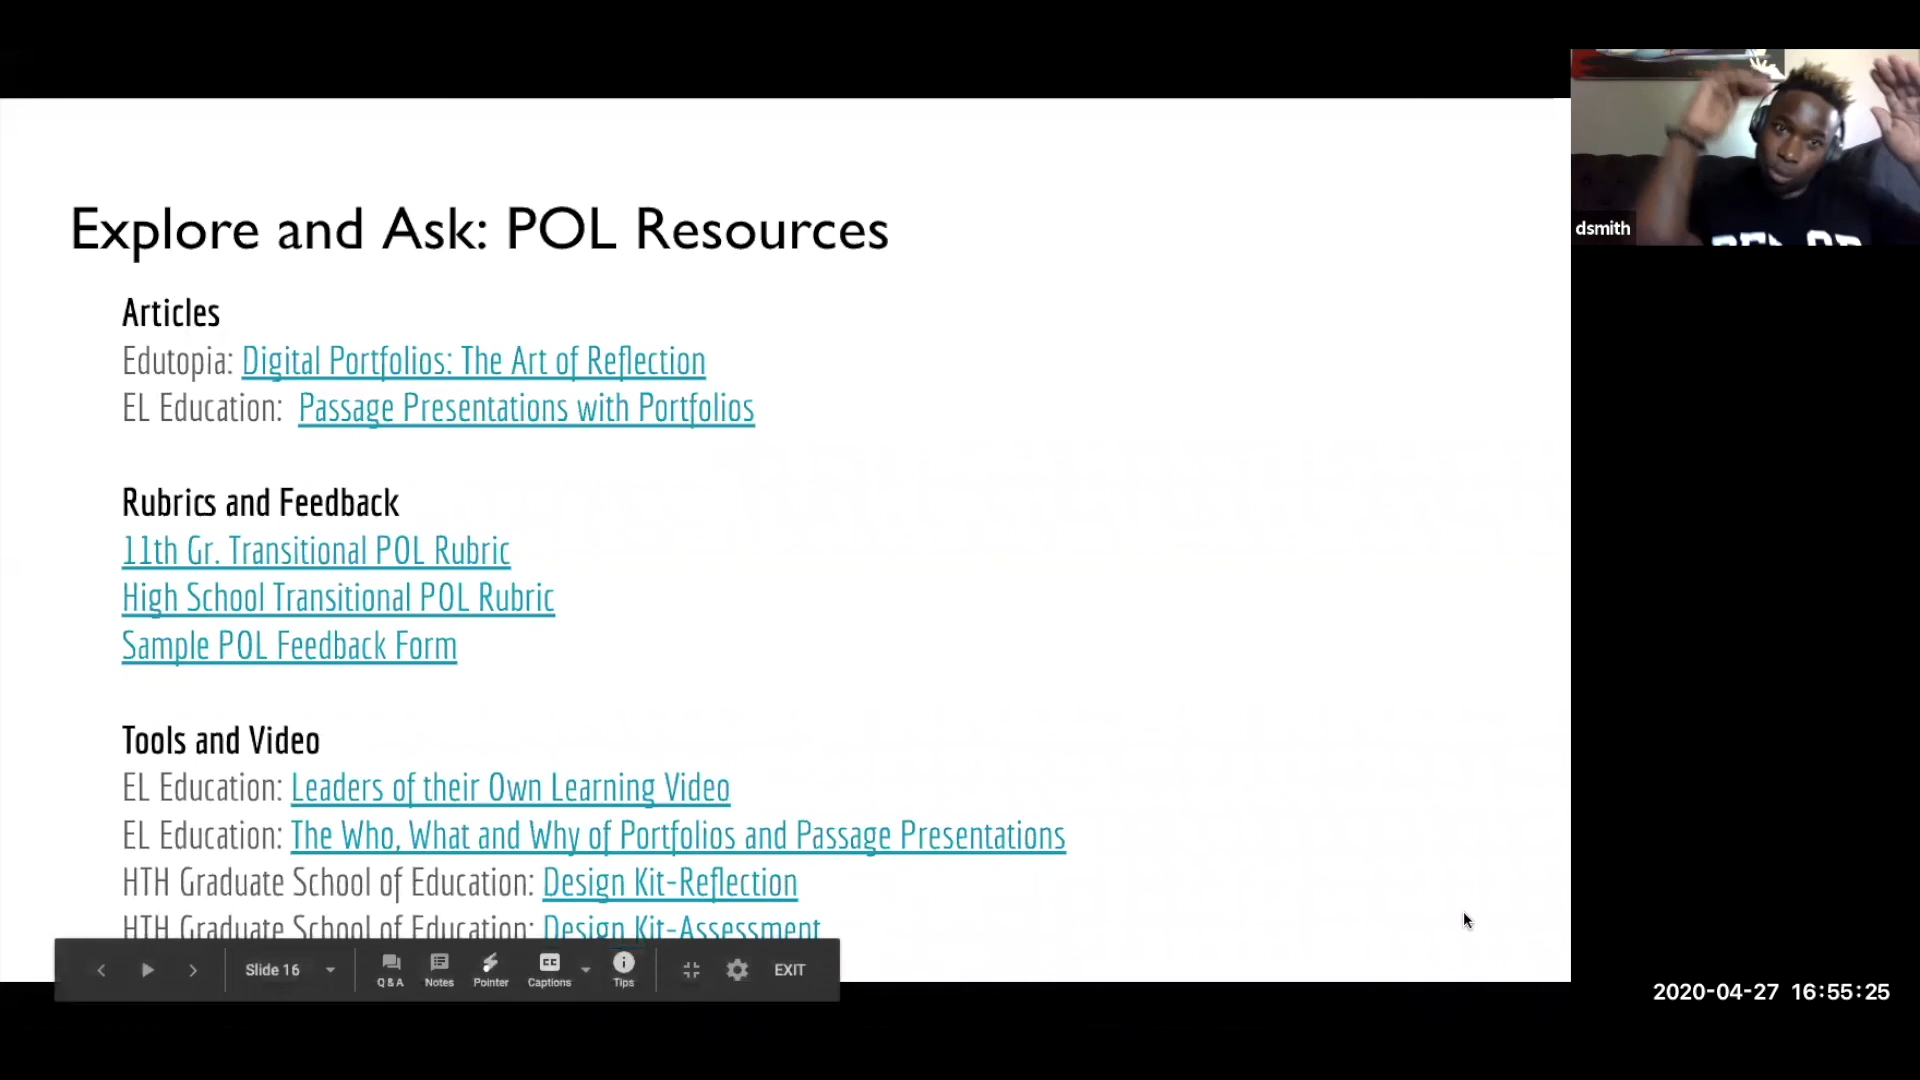 Explore and Ask: POL Resources
Articles
Edutopia: Digital Portfolios: The Art of Reflection
EL Education: Passage Presentations with Portfolios
Rubrics and Feedback
11th Gr. Transitional POL Rubric
High School Transitional POL Rubric
Sample POL Feedback Form
Tools and Video
EL Education: Leaders of their Own Learning Video
EL Education: The Who, What and Why of Portfolios and Passage Presentations
HTH Graduate School of Education: Design Kit-Reflection
HTH Graduate School of Education: Design Kit-Assessment
Slide 16
Q & A
Notes
Pointer
CC
Captions
Tips
EXIT
dsmith
2020-04-27 16:55:25